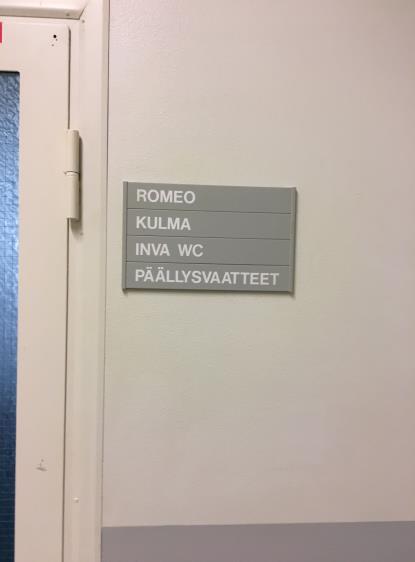 ROMEO
KULMA
INVA WC
PÄÄLLYSVAATTEET